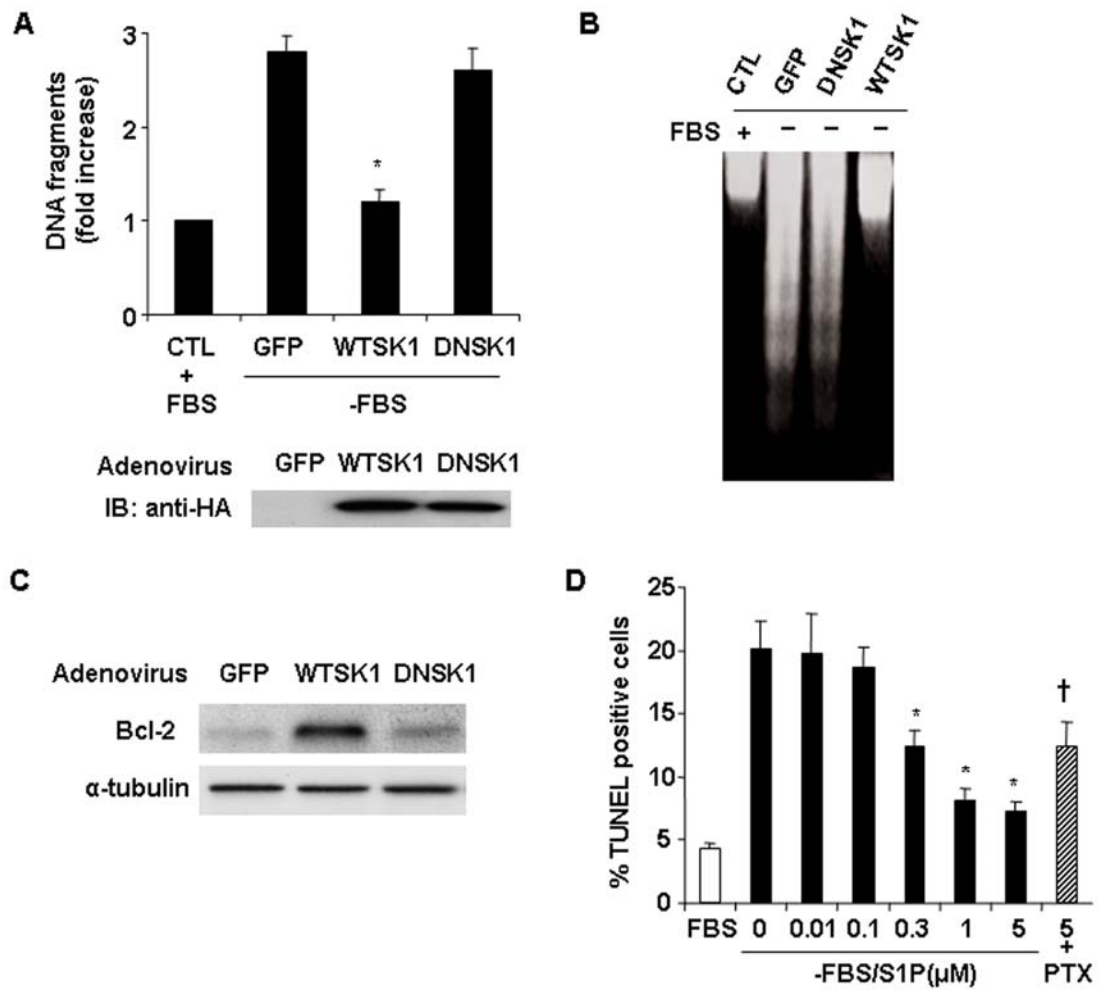 A
DNA fragments
(fold increase)
3
2
1
0
*
CTL
+
FBS
GFP WTSK1 DNSK1
-FBS
Adenovirus GFP WTSK1 DNSK1
IB: anti-HA
B
CTL GFP DNSK1 WTSK1
FBS + - - -
C
Adenovirus GFP WTSK1 DNSK1
Bcl-2
α-tubulin
D
% TUNEL positive cells
25
20
15
10
5
0
* * * †
FBS 0 0.01 0.1 0.3 1 5 5
+
PTX
-FBS/S1P(µM)